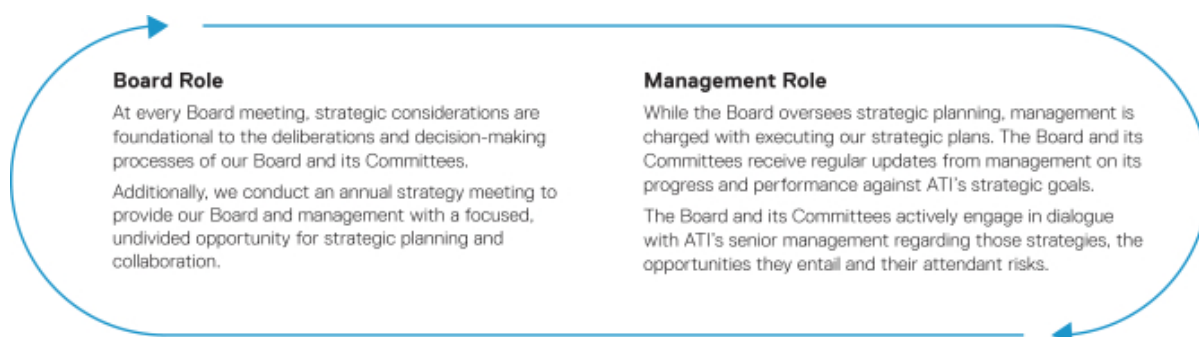 Board Role
At every Board meeting, strategic considerations are
foundational to the deliberations and decision-making
processes of our Board and its Committees.
Additionally, we conduct an annual strategy meeting to
provide our Board and management with a focused,
undivided opportunity for strategic planning and
collaboration.
Management Role
While the Board oversees strategic planning, management is
charged with executing our strategic plans. The Board and its
Committees receive regular updates from management on its
progress and performance against ATI's strategic goals.
The Board and its Committees actively engage in dialogue
with ATI's senior management regarding those strategies, the
opportunities they entail and their attendant risks.